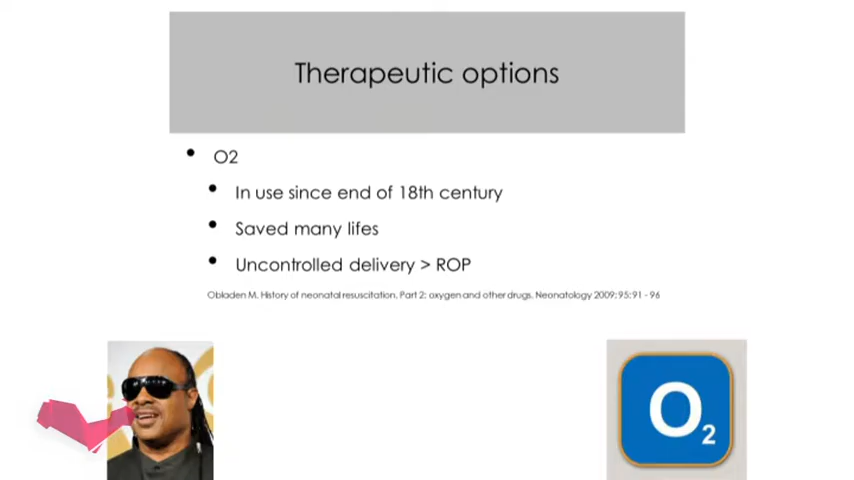 Therapeutic options
• O2
• In use since end of 18th century
• Saved many lifes
• Uncontrolled delivery > ROP
Obladen M. History of neonatal resuscitation. Part 2: oxygen and other drugs. Neonatology 2009; 95: 91 - 96
O2